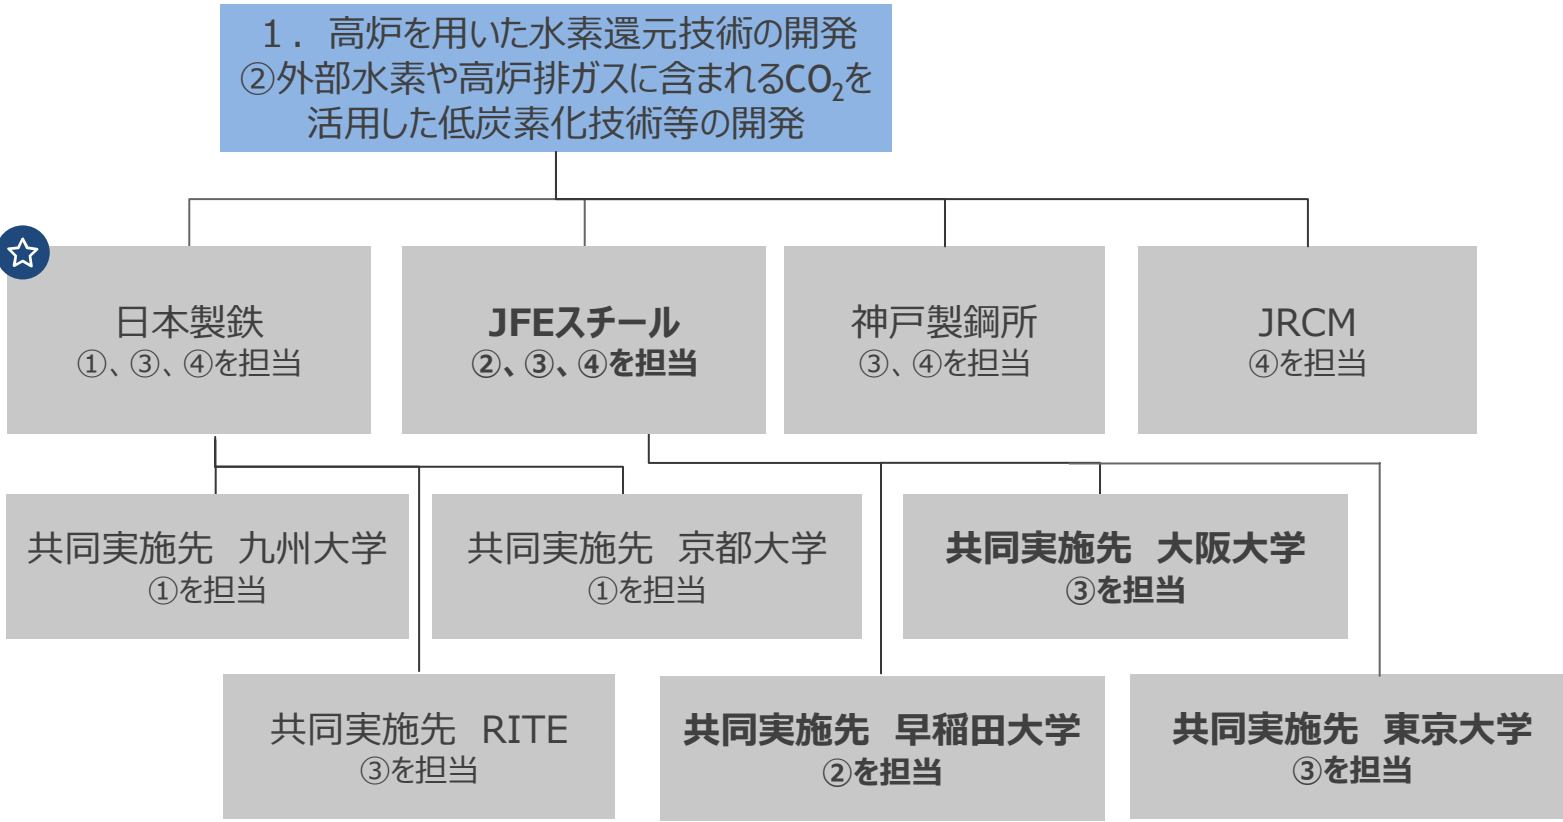 １．高炉を用いた水素還元技術の開発
②外部水素や高炉排ガスに含まれるCO₂を
活用した低炭素化技術等の開発
日本製鉄
①、③、④を担当
JFEスチール
②、③、④を担当
神戸製鋼所
③、④を担当
JRCM
④を担当
共同実施先　九州大学
①を担当
共同実施先　京都大学
①を担当
共同実施先　大阪大学
③を担当
共同実施先　RITE
③を担当
共同実施先　早稲田大学
②を担当
共同実施先　東京大学
③を担当